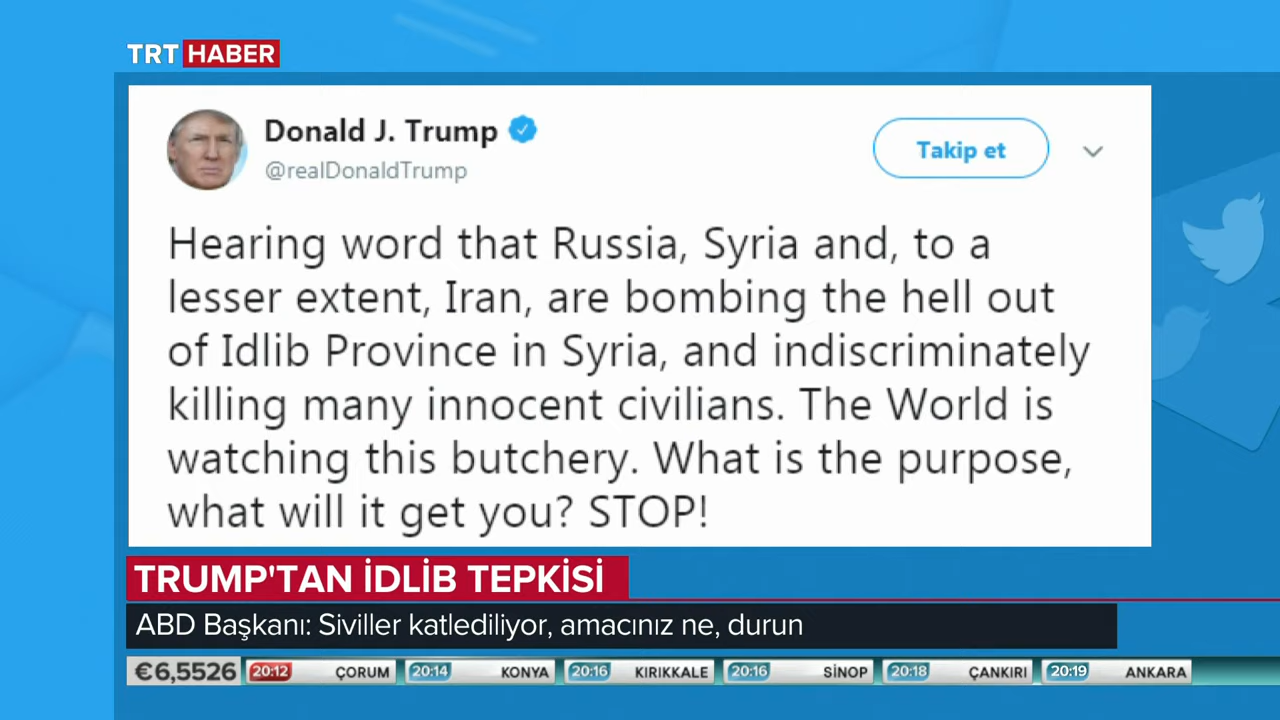 TRT HABER
Donald J. Trump
@realDonaldTrump
Takip et
Hearing word that Russia, Syria and, to a
lesser extent, Iran, are bombing the hell out
of Idlib Province in Syria, and indiscriminately
killing many innocent civilians. The World is
watching this butchery. What is the purpose,
what will it get you? STOP!
TRUMP'TAN İDLİB TEPKİSİ
ABD Başkanı: Siviller katlediliyor, amacınız ne, durun
€6,5526 20:12 ÇORUM 20:14 KONYA 20:16 KIRIKKALE 20:16 SİNOP 20:18 ÇANKIRI 20:19 ANKARA